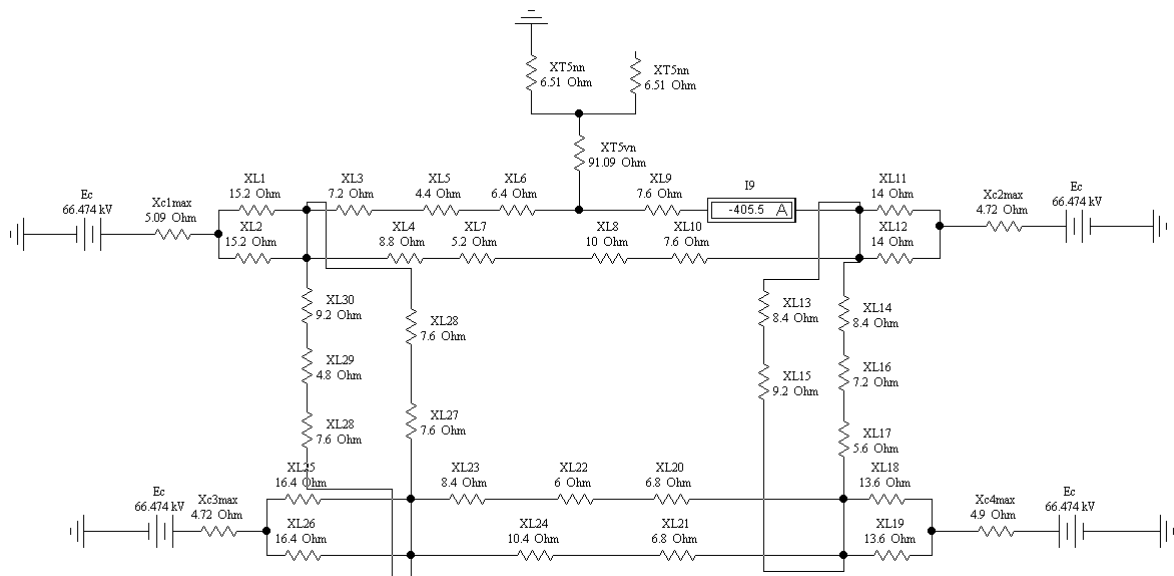 XT5nn
6.51 Ohm
XT5nn
6.51 Ohm
XT5vn
91.09 Ohm
Ec
66.474 kV
Xc1max
5.09 Ohm
XL1
15.2 Ohm
XL2
15.2 Ohm
XL3
7.2 Ohm
XL5
4.4 Ohm
XL6
6.4 Ohm
XL9
7.6 Ohm
I9
-405.5 A
XL11
14 Ohm
XL4
8.8 Ohm
XL7
5.2 Ohm
XL8
10 Ohm
XL10
7.6 Ohm
XL12
14 Ohm
Xc2max
4.72 Ohm
Ec
66.474 kV
XL30
9.2 Ohm
XL29
4.8 Ohm
XL28
7.6 Ohm
XL28
7.6 Ohm
XL27
7.6 Ohm
XL13
8.4 Ohm
XL15
9.2 Ohm
XL14
8.4 Ohm
XL16
7.2 Ohm
XL17
5.6 Ohm
Ec
66.474 kV
Xc3max
4.72 Ohm
XL25
16.4 Ohm
XL26
16.4 Ohm
XL23
8.4 Ohm
XL22
6 Ohm
XL20
6.8 Ohm
XL24
10.4 Ohm
XL21
6.8 Ohm
XL18
13.6 Ohm
XL19
13.6 Ohm
Xc4max
4.9 Ohm
Ec
66.474 kV